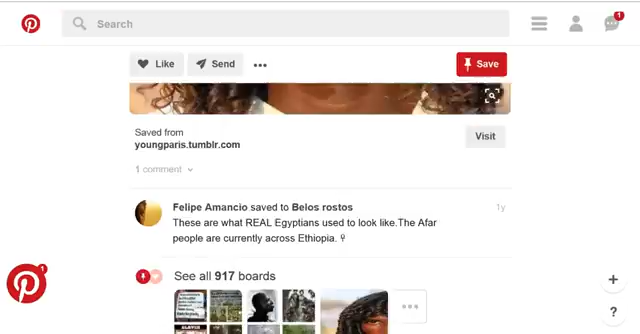 Search
1
Like
Send
Save
Saved from
youngparis.tumblr.com
Visit
1 comment
Felipe Amancio saved to Belos rostos
1y
These are what REAL Egyptians used to look like.The Afar
people are currently across Ethiopia.
1
See all 917 boards
+
?